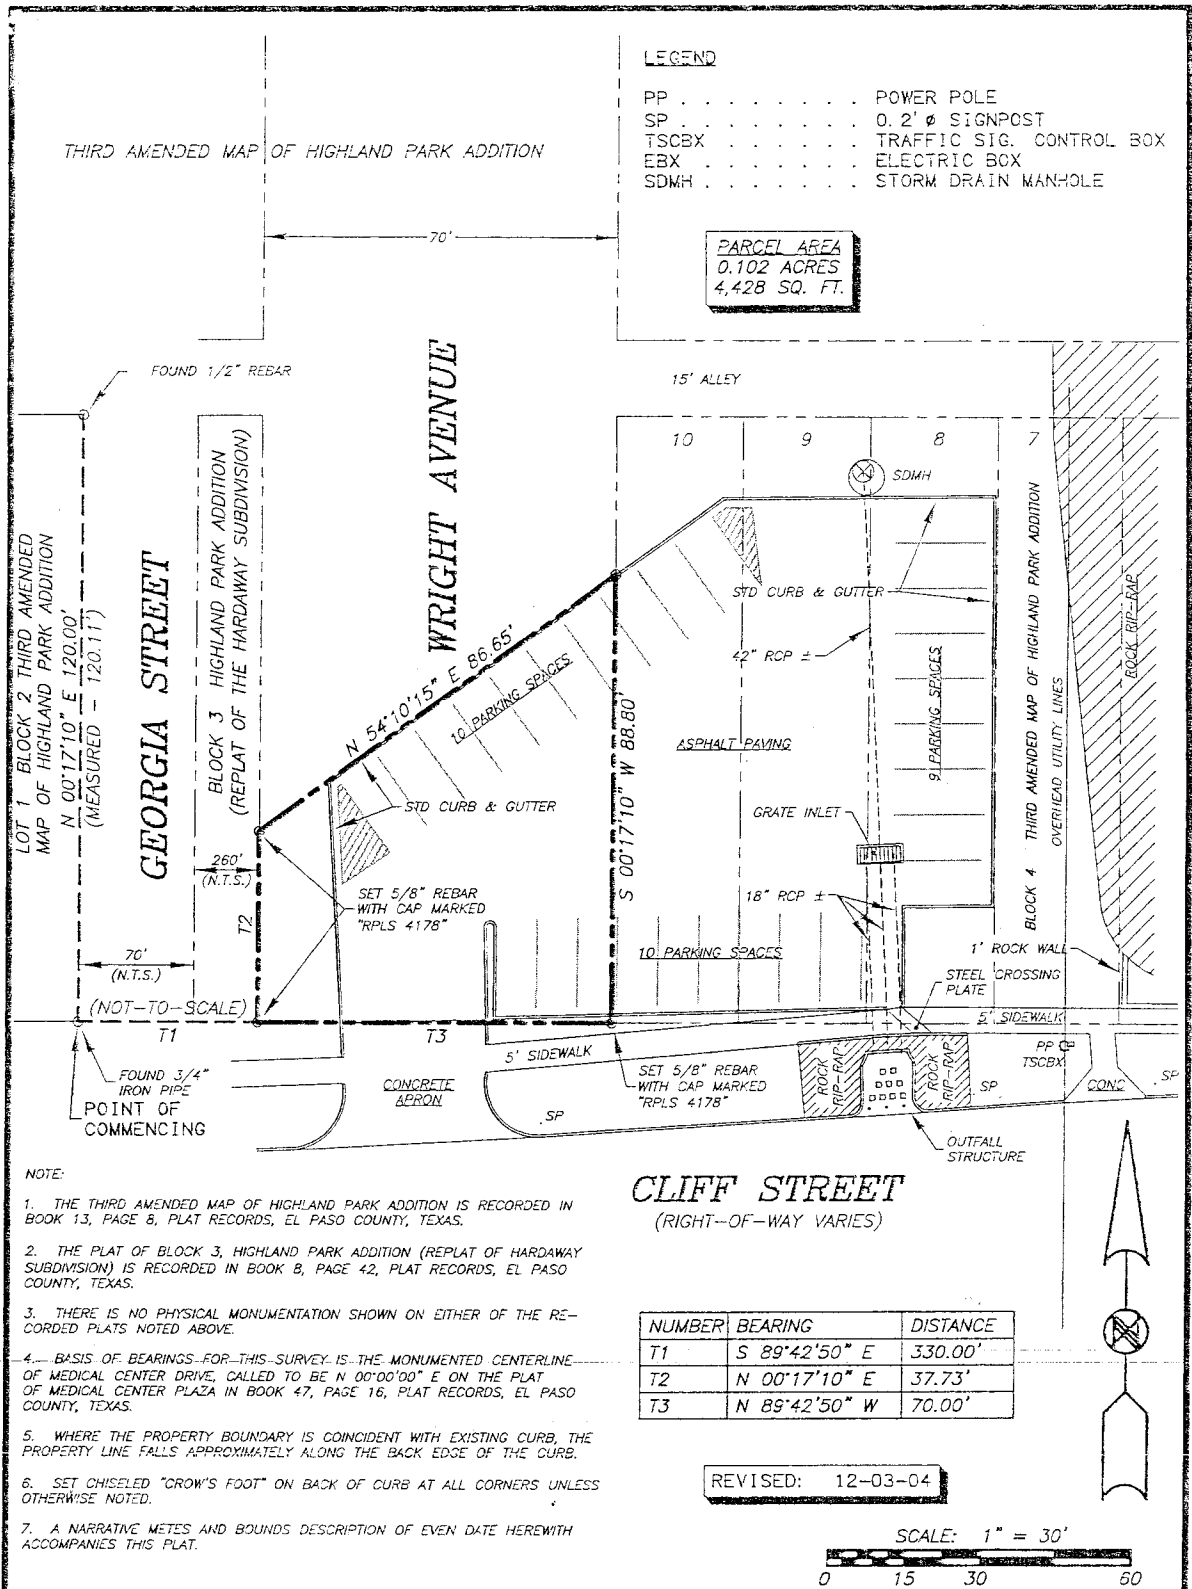 LEGEND
PP . . . . . . . . POWER POLE
SP . . . . . . . . 0.2' ø SIGNPOST
TSCBX . . . . . . TRAFFIC SIG. CONTROL BOX
EBX . . . . . . . ELECTRIC BOX
SDMH . . . . . . STORM DRAIN MANHOLE
THIRD AMENDED MAP OF HIGHLAND PARK ADDITION
70'
PARCEL AREA
0.102 ACRES
4,428 SQ. FT.
FOUND 1/2" REBAR
15' ALLEY
WRIGHT AVENUE
10
9
8
7
SDMH
LOT 1 BLOCK 2 THIRD AMENDED
MAP OF HIGHLAND PARK ADDITION
N 00°17'10" E 120.00'
(MEASURED - 120.11')
GEORGIA STREET
BLOCK 3 HIGHLAND PARK ADDITION
(REPLAT OF THE HARDAWAY SUBDIVISION)
STD CURB & GUTTER
42" RCP ±
N 54°10'15" E 86.65'
10 PARKING SPACES
S 00°17'10" W 88.80'
ASPHALT PAVING
9 PARKING SPACES
BLOCK 4 THIRD AMENDED MAP OF HIGHLAND PARK ADDITION
OVERHEAD UTILITY LINES
ROCK RIP-RAP
STD CURB & GUTTER
GRATE INLET
260'
(N.T.S.)
T2
SET 5/8" REBAR
WITH CAP MARKED
"RPLS 4178"
18" RCP ±
10 PARKING SPACES
1' ROCK WALL
STEEL CROSSING
PLATE
70'
(N.T.S.)
(NOT-TO-SCALE)
T1
T3
5' SIDEWALK
5' SIDEWALK
FOUND 3/4"
IRON PIPE
POINT OF
COMMENCING
CONCRETE
APRON
SP
SET 5/8" REBAR
WITH CAP MARKED
"RPLS 4178"
ROCK
RIP-RAP
ROCK
RIP-RAP
SP
PP
TSCBX
CONC
SP
OUTFALL
STRUCTURE
CLIFF STREET
(RIGHT-OF-WAY VARIES)
NOTE:
1. THE THIRD AMENDED MAP OF HIGHLAND PARK ADDITION IS RECORDED IN
BOOK 13, PAGE 8, PLAT RECORDS, EL PASO COUNTY, TEXAS.
2. THE PLAT OF BLOCK 3, HIGHLAND PARK ADDITION (REPLAT OF HARDAWAY
SUBDIVISION) IS RECORDED IN BOOK 8, PAGE 42, PLAT RECORDS, EL PASO
COUNTY, TEXAS.
3. THERE IS NO PHYSICAL MONUMENTATION SHOWN ON EITHER OF THE RE-
CORDED PLATS NOTED ABOVE.
4. BASIS OF BEARINGS FOR THIS SURVEY IS THE MONUMENTED CENTERLINE
OF MEDICAL CENTER DRIVE, CALLED TO BE N 00°00'00" E ON THE PLAT
OF MEDICAL CENTER PLAZA IN BOOK 47, PAGE 16, PLAT RECORDS, EL PASO
COUNTY, TEXAS.
5. WHERE THE PROPERTY BOUNDARY IS COINCIDENT WITH EXISTING CURB, THE
PROPERTY LINE FALLS APPROXIMATELY ALONG THE BACK EDGE OF THE CURB.
6. SET CHISELED "CROW'S FOOT" ON BACK OF CURB AT ALL CORNERS UNLESS
OTHERWISE NOTED.
7. A NARRATIVE METES AND BOUNDS DESCRIPTION OF EVEN DATE HEREWITH
ACCOMPANIES THIS PLAT.
NUMBER BEARING DISTANCE
T1 S 89°42'50" E 330.00'
T2 N 00°17'10" E 37.73'
T3 N 89°42'50" W 70.00'
REVISED: 12-03-04
SCALE: 1" = 30'
0 15 30 60